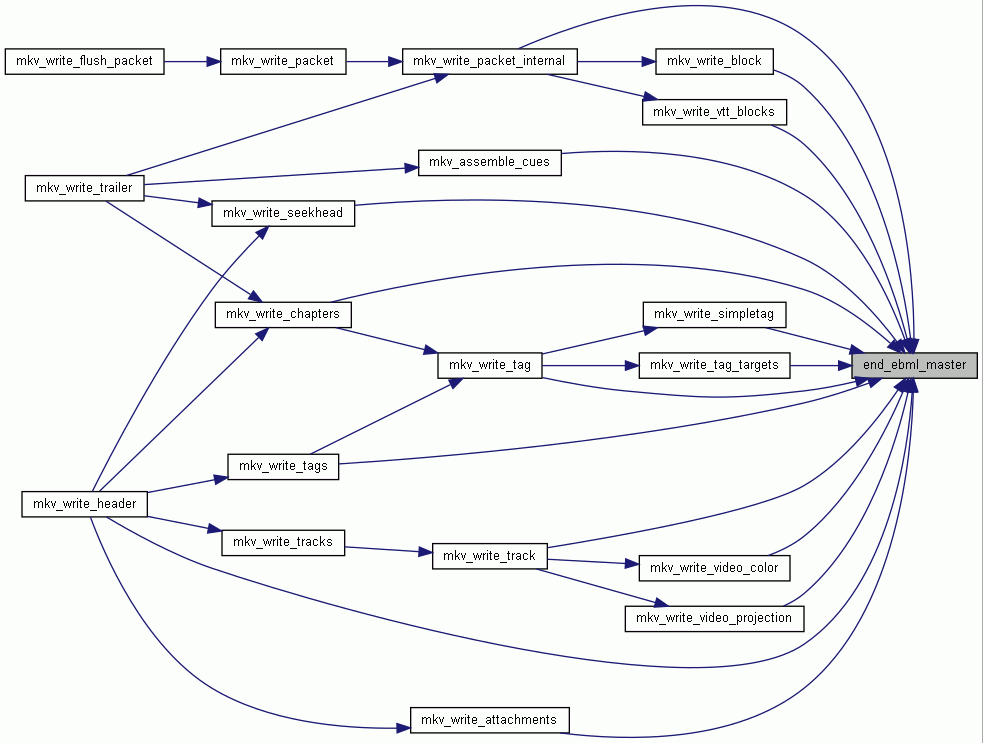 mkv_write_flush_packet
mkv_write_packet
mkv_write_packet_internal
mkv_write_block
mkv_write_vtt_blocks
mkv_assemble_cues
mkv_write_trailer
mkv_write_seekhead
mkv_write_chapters
mkv_write_simpletag
mkv_write_tag
mkv_write_tag_targets
end_ebml_master
mkv_write_tags
mkv_write_header
mkv_write_tracks
mkv_write_track
mkv_write_video_color
mkv_write_video_projection
mkv_write_attachments